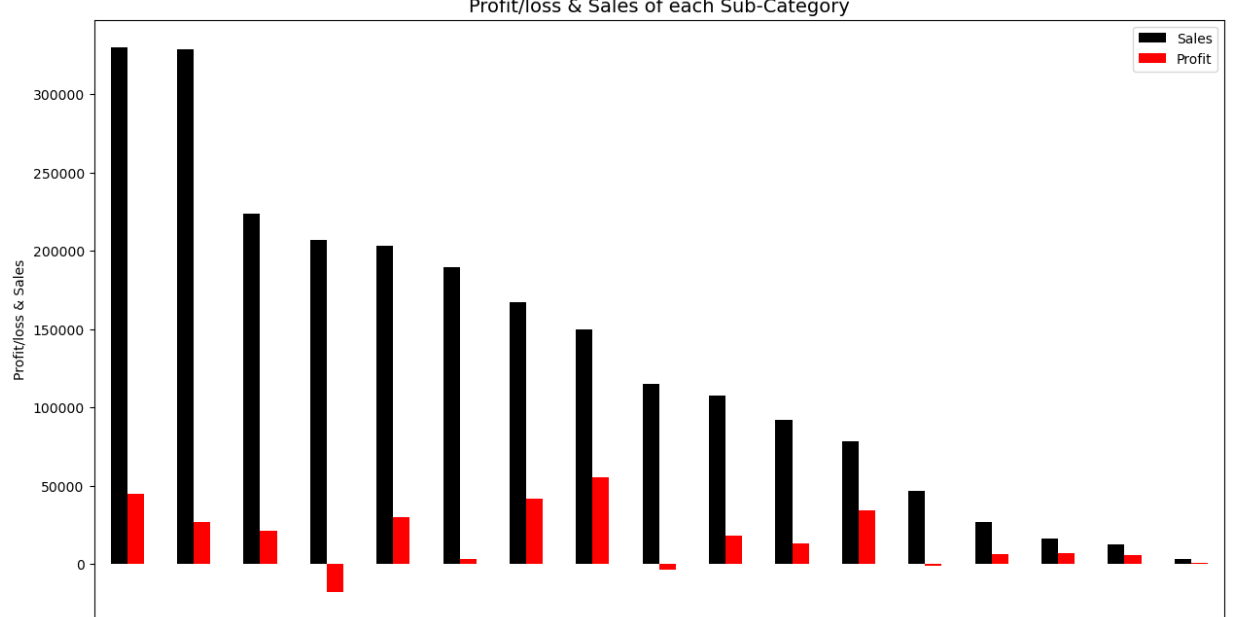 Profit/loss & Sales of each Sub-Category
Sales
Profit
300000
250000
200000
150000
100000
50000
0
Profit/loss & Sales